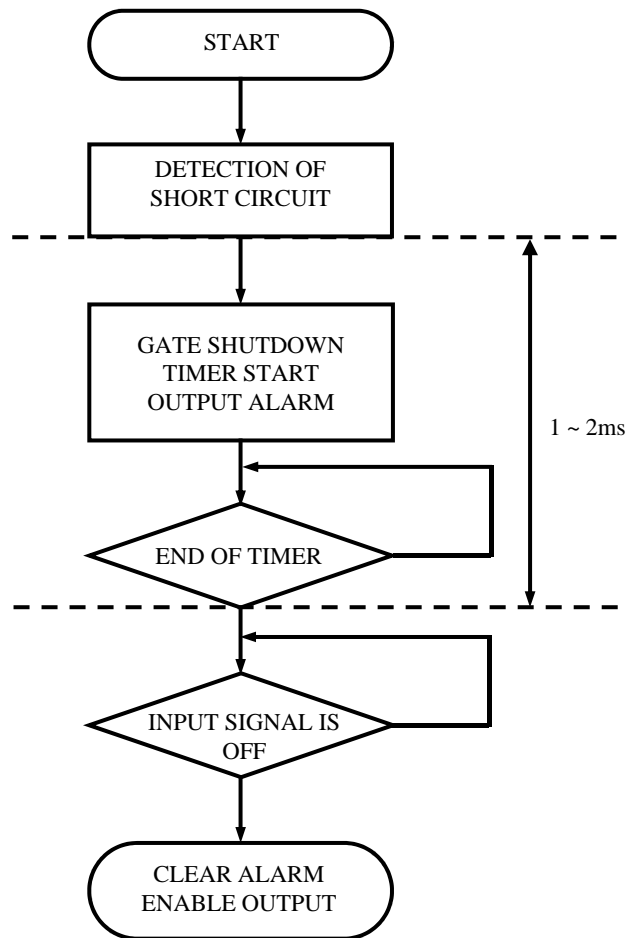 START
DETECTION OF
SHORT CIRCUIT
GATE SHUTDOWN
TIMER START
OUTPUT ALARM
1 ~ 2ms
END OF TIMER
INPUT SIGNAL IS
OFF
CLEAR ALARM
ENABLE OUTPUT